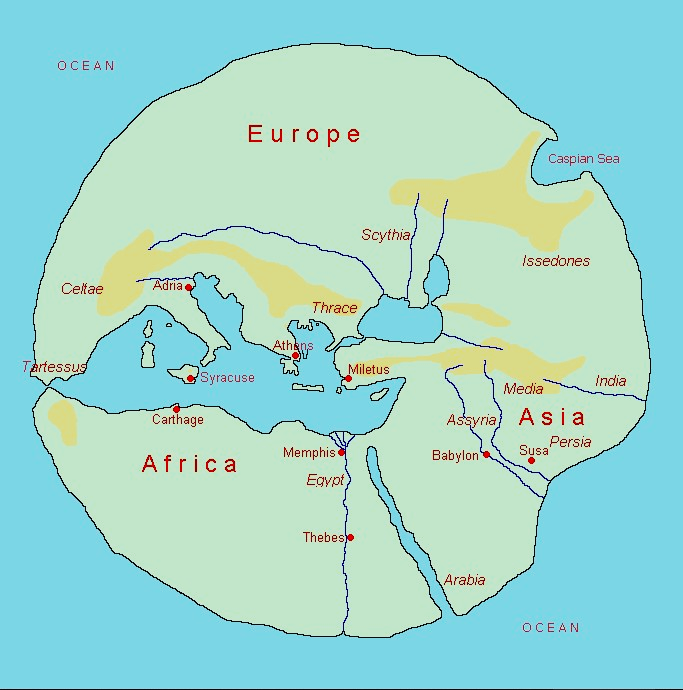 OCEAN
Europe
Caspian Sea
Scythia
Issedones
Celtae
Adria
Thrace
Athens
Tartessus
Syracuse
Miletus
India
Media
Carthage
Assyria
Asia
Persia
Memphis
Babylon
Susa
Africa
Egypt
Thebes
Arabia
OCEAN